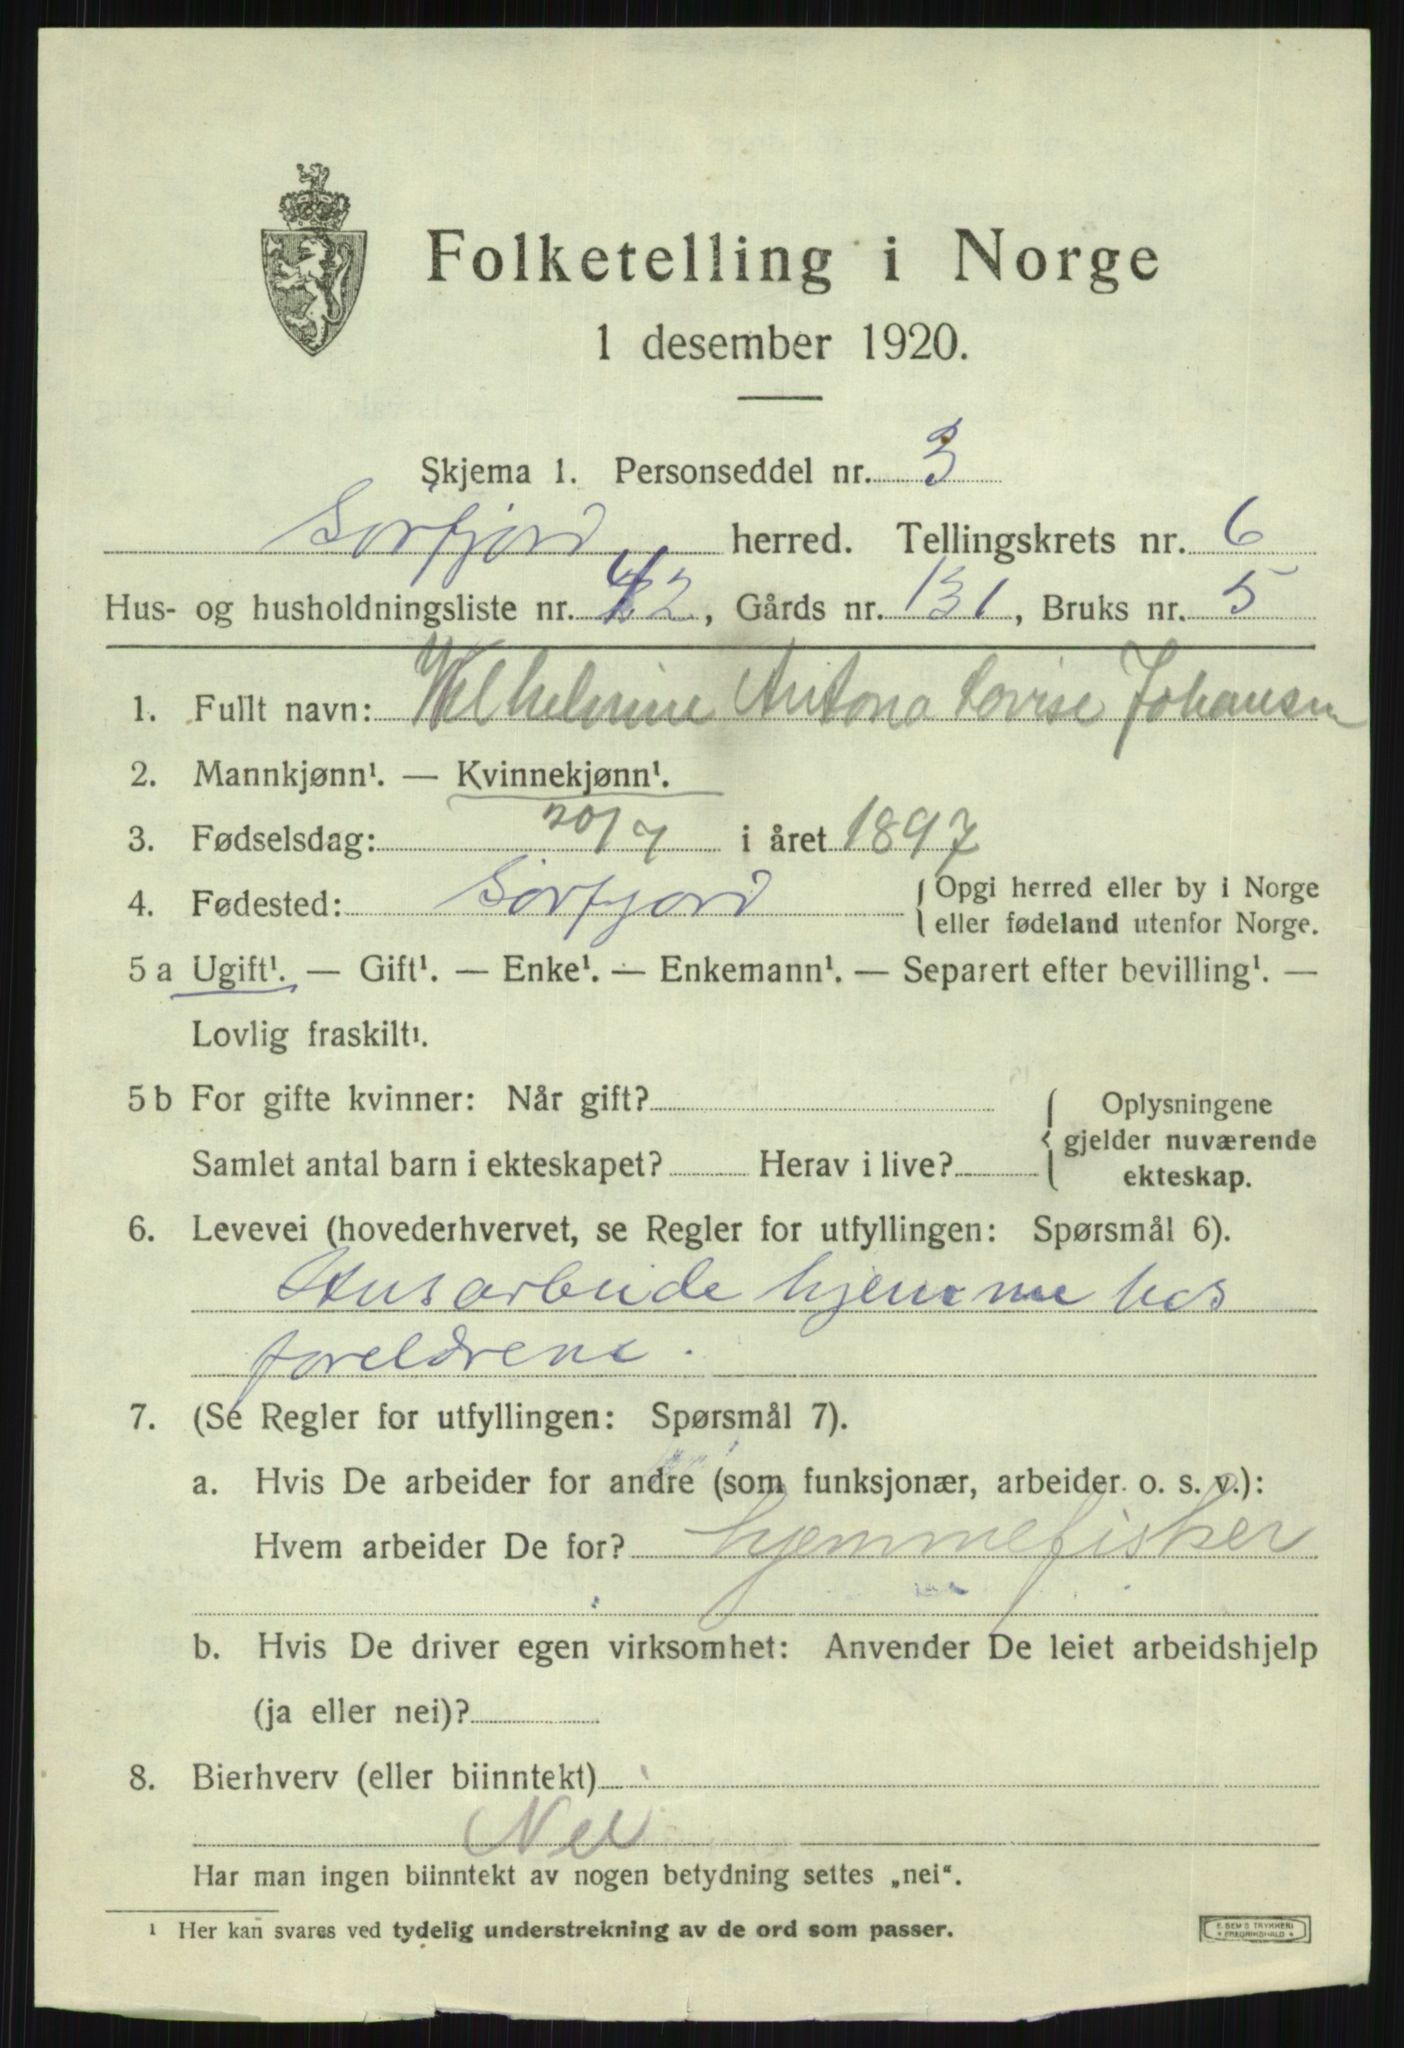 Folketelling i Norge
1 desember 1920.
Skjema 1. Personseddel nr. 3
Sørfjord herred. Tellingskrets nr. 6
Hus- og husholdningsliste nr. 42, Gårds nr. 131, Bruks nr. 5
1. Fullt navn: Wilhelmine Antona Lovise Johansen
2. Mannkjønn¹. — Kvinnekjønn¹.
3. Fødselsdag: 20/7 i året 1897
4. Fødested: Sørfjord { Opgi herred eller by i Norge
eller fødeland utenfor Norge.
5 a Ugift¹. — Gift¹. — Enke¹. — Enkemann¹. — Separert efter bevilling¹. —
Lovlig fraskilt¹.
5 b For gifte kvinner: Når gift?
Samlet antal barn i ekteskapet? Herav i live?
{ Oplysningene
gjelder nuværende
ekteskap.
6. Levevei (hovederhvervet, se Regler for utfyllingen: Spørsmål 6).
Husarbeide hjemme hos
foreldrene.
7. (Se Regler for utfyllingen: Spørsmål 7).
a. Hvis De arbeider for andre (som funksjonær, arbeider o. s. v.):
Hvem arbeider De for? hjemmefisker
b. Hvis De driver egen virksomhet: Anvender De leiet arbeidshjelp
(ja eller nei)?
8. Bierhverv (eller biinntekt)
Nei
Har man ingen biinntekt av nogen betydning settes „nei“.
¹ Her kan svares ved tydelig understrekning av de ord som passer.
E. SEM'S TRYKKERI
* FREDRIKSHALD *